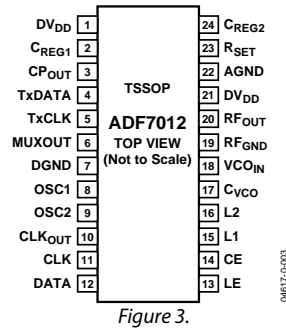 DVDD 1 24 CREG2
CREG1 2 23 RSET
CPOUT 3 22 AGND
TxDATA 4 TSSOP 21 DVDD
TxCLK 5 ADF7012 20 RFOUT
MUXOUT 6 TOP VIEW 19 RFGND
DGND 7 (Not to Scale) 18 VCOIN
OSC1 8 17 CVCO
OSC2 9 16 L2
CLKOUT 10 15 L1
CLK 11 14 CE
DATA 12 13 LE
04617-0-003
Figure 3.